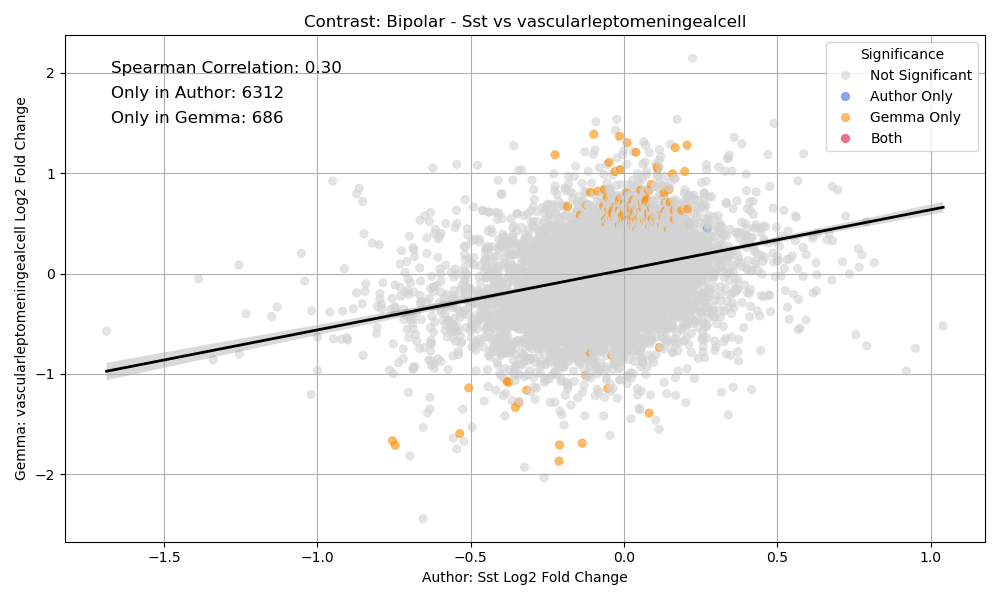 Contrast: Bipolar - Sst vs vascularleptomeningealcell
Spearman Correlation: 0.30
Only in Author: 6312
Only in Gemma: 686
Significance
Not Significant
Author Only
Gemma Only
Both
Gemma: vascularleptomeningealcell Log2 Fold Change
2
1
0
−1
−2
−1.5
−1.0
−0.5
0.0
0.5
1.0
Author: Sst Log2 Fold Change